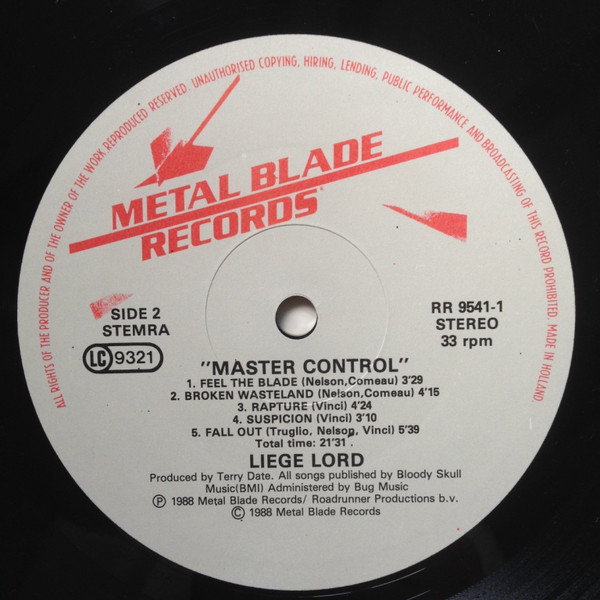 ALL RIGHTS OF THE PRODUCER AND OF THE OWNER OF THE WORK REPRODUCED RESERVED. UNAUTHORISED COPYING, HIRING, LENDING, PUBLIC PERFORMANCE AND BROADCASTING OF THIS RECORD PROHIBITED. MADE IN HOLLAND.
METAL BLADE
RECORDS®
SIDE 2
STEMRA
LC 9321
RR 9541-1
STEREO
33 rpm
"MASTER CONTROL"
1. FEEL THE BLADE (Nelson,Comeau) 3'29
2. BROKEN WASTELAND (Nelson,Comeau) 4'15
3. RAPTURE (Vinci) 4'24
4. SUSPICION (Vinci) 3'10
5. FALL OUT (Truglio, Nelson, Vinci) 5'39
Total time: 21'31
LIEGE LORD
Produced by Terry Date. All songs published by Bloody Skull
Music(BMI) Administered by Bug Music
℗ 1988 Metal Blade Records/ Roadrunner Productions b.v.
© 1988 Metal Blade Records